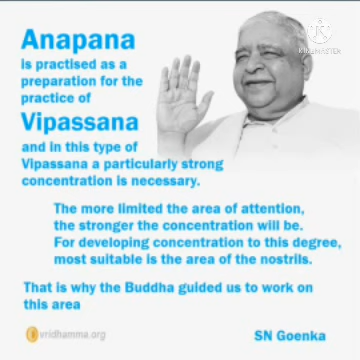 Anapana
is practised as a
preparation for the
practice of
Vipassana
and in this type of
Vipassana a particularly strong
concentration is necessary.
The more limited the area of attention,
the stronger the concentration will be.
For developing concentration to this degree,
most suitable is the area of the nostrils.
That is why the Buddha guided us to work on
this area
vridhamma.org
SN Goenka
KINEMASTER